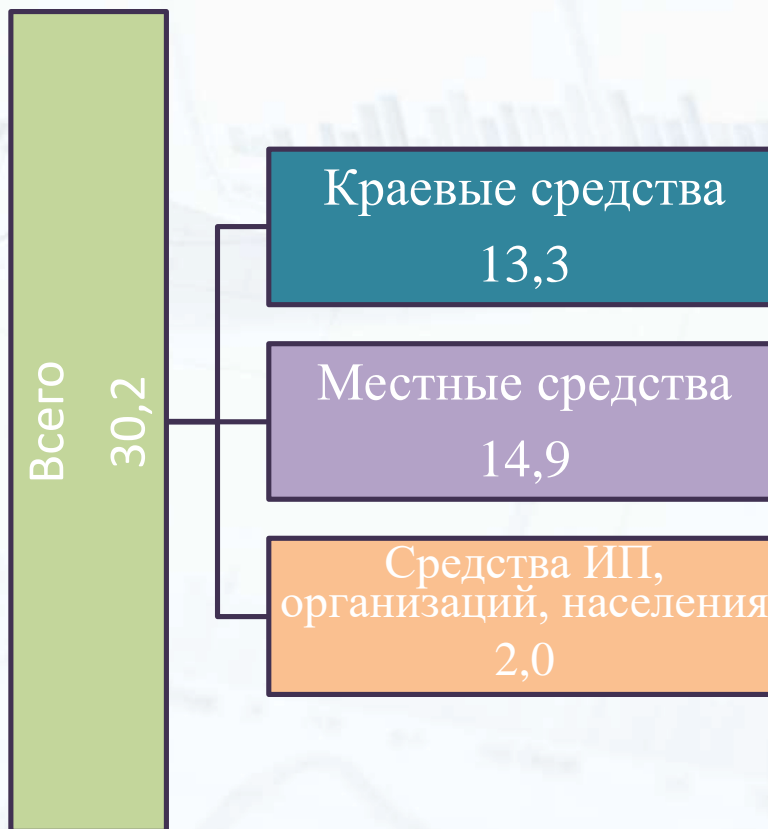 Всего
30,2
Краевые средства
13,3
Местные средства
14,9
Средства ИП,
организаций, населения
2,0